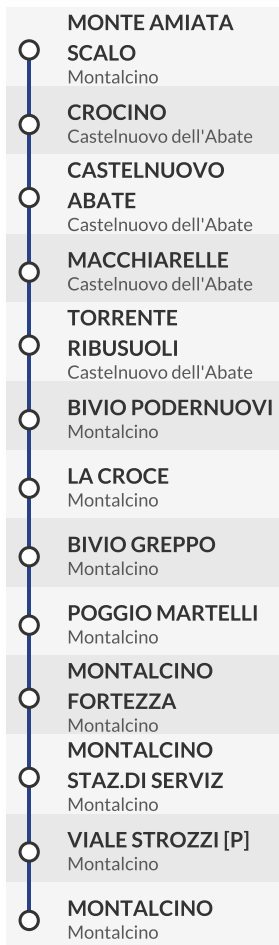 MONTE AMIATA
SCALO
Montalcino
CROCINO
Castelnuovo dell'Abate
CASTELNUOVO
ABATE
Castelnuovo dell'Abate
MACCHIARELLE
Castelnuovo dell'Abate
TORRENTE
RIBUSUOLI
Castelnuovo dell'Abate
BIVIO PODERNUOVI
Montalcino
LA CROCE
Montalcino
BIVIO GREPPO
Montalcino
POGGIO MARTELLI
Montalcino
MONTALCINO
FORTEZZA
Montalcino
MONTALCINO
STAZ.DI SERVIZ
Montalcino
VIALE STROZZI [P]
Montalcino
MONTALCINO
Montalcino